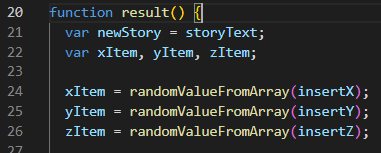 20 function result() {
21 var newStory = storyText;
22 var xItem, yItem, zItem;
23
24 xItem = randomValueFromArray(insertX);
25 yItem = randomValueFromArray(insertY);
26 zItem = randomValueFromArray(insertZ);
27